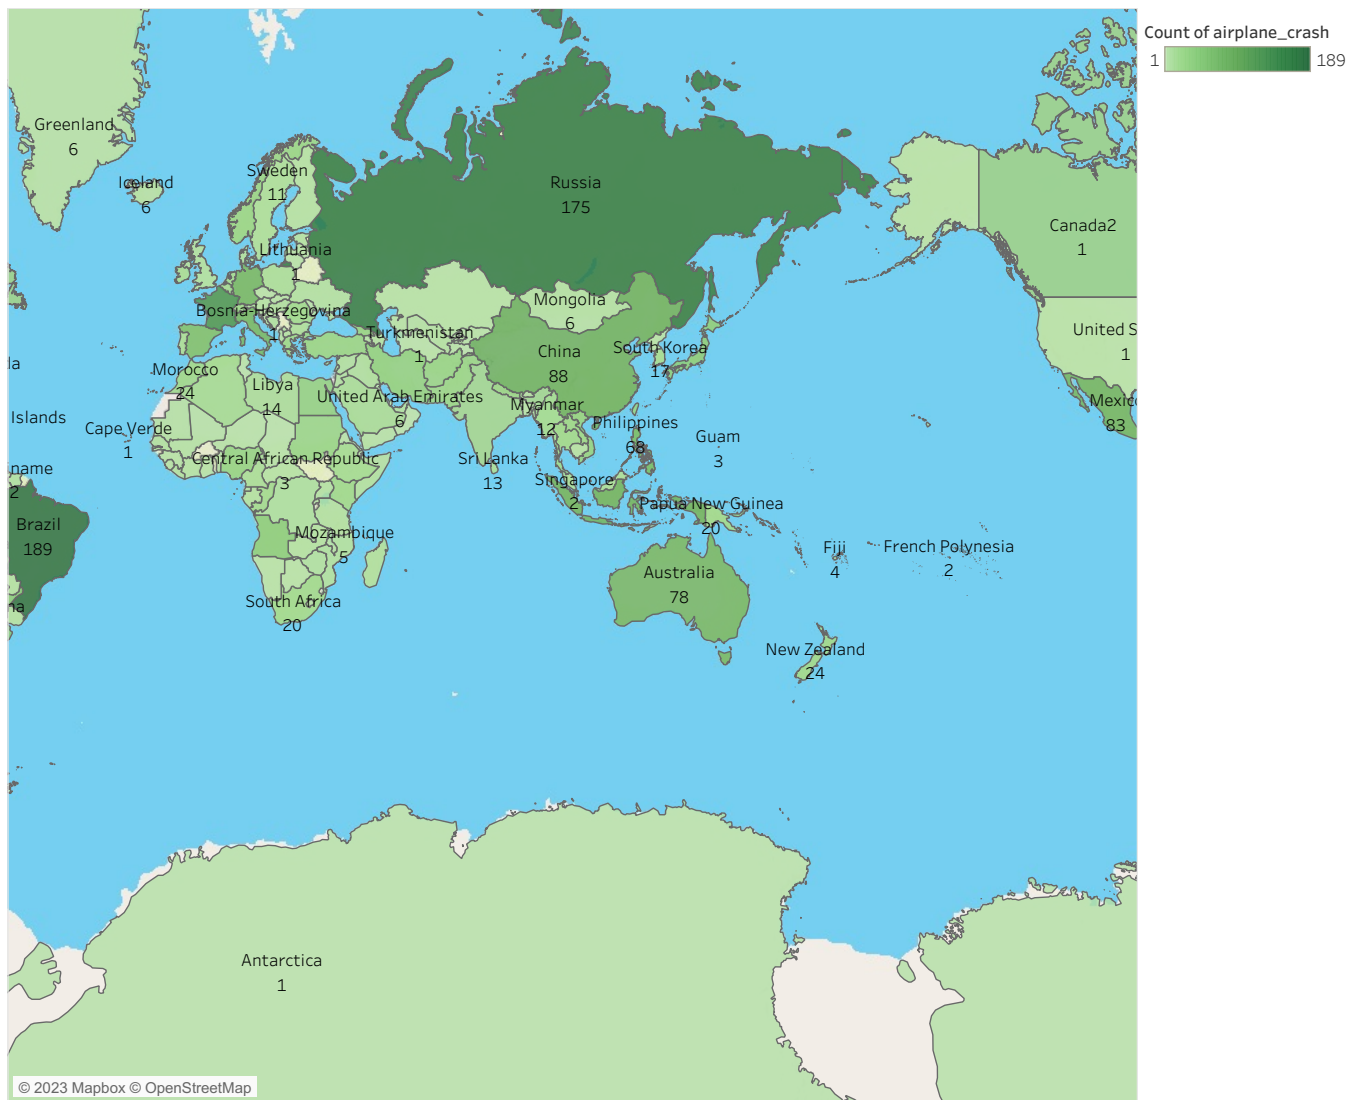 Count of airplane_crash
1
189
Greenland
6
Iceland
6
Sweden
11
Russia
175
Canada2
1
Lithuania
1
Bosnia-Herzegovina
1
Mongolia
6
Turkmenistan
1
China
88
South Korea
17
United S
1
la
Morocco
24
Libya
14
United Arab Emirates
6
Myanmar
12
Mexic
83
Islands
Cape Verde
1
Philippines
68
Guam
3
name
2
Central African Republic
3
Sri Lanka
13
Singapore
2
Papua New Guinea
20
Brazil
189
Mozambique
5
Fiji
4
French Polynesia
2
Australia
78
na
South Africa
20
New Zealand
24
Antarctica
1
© 2023 Mapbox © OpenStreetMap